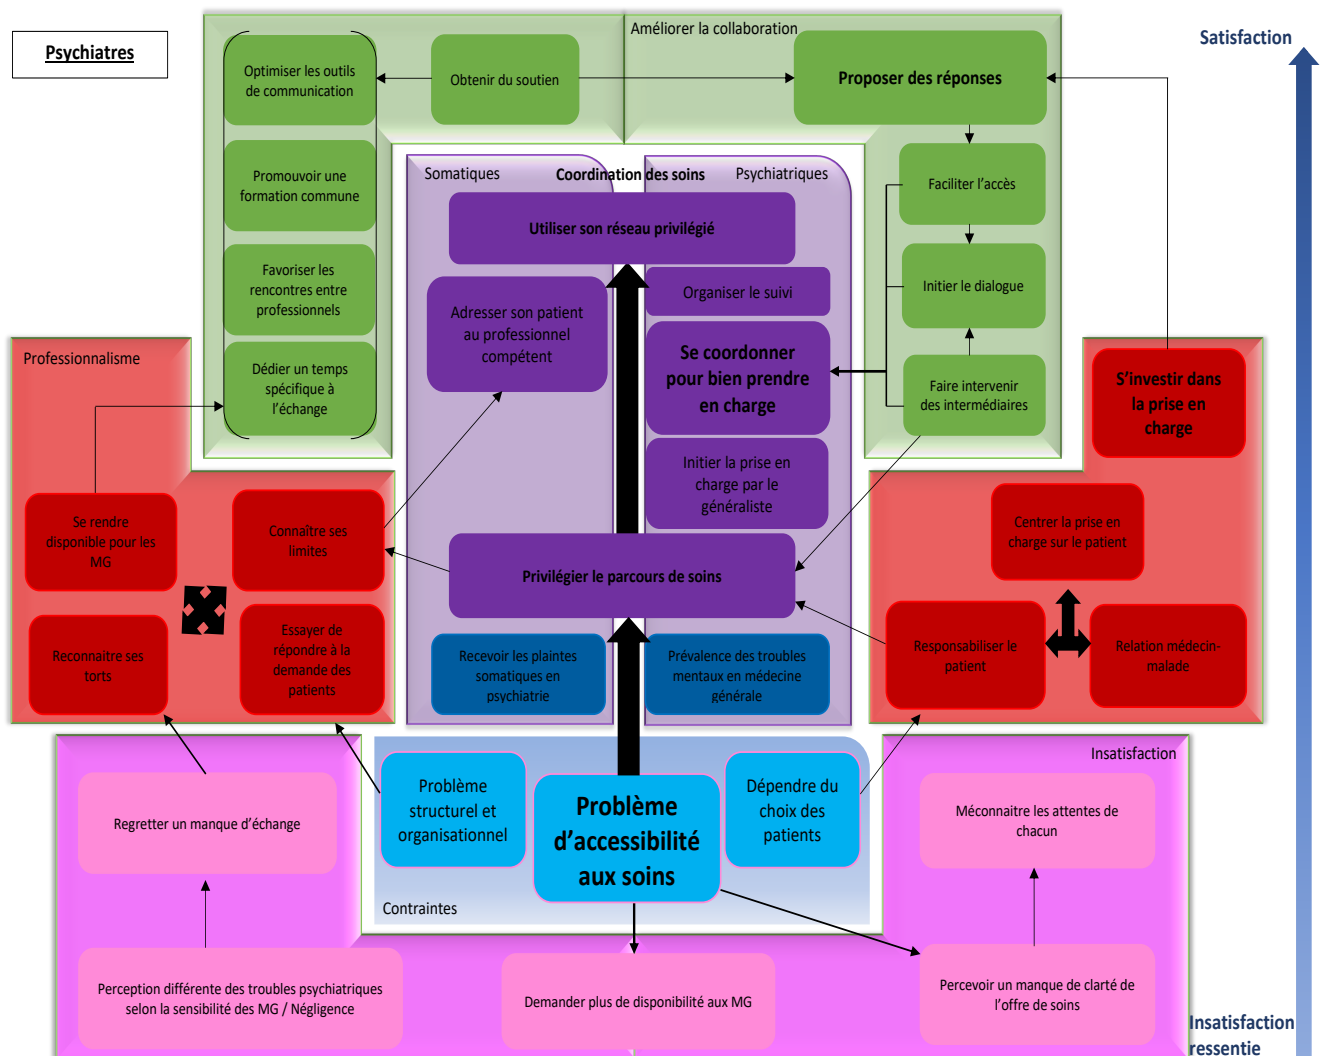 Psychiatres
Améliorer la collaboration
Satisfaction
Optimiser les outils
de communication
Obtenir du soutien
Proposer des réponses
Promouvoir une
formation commune
Favoriser les
rencontres entre
professionnels
Dédier un temps
spécifique à
l’échange
Faciliter l’accès
Initier le dialogue
Faire intervenir
des intermédiaires
Somatiques
Coordination des soins
Psychiatriques
Utiliser son réseau privilégié
Adresser son patient
au professionnel
compétent
Organiser le suivi
Se coordonner
pour bien prendre
en charge
Initier la prise en
charge par le
généraliste
Privilégier le parcours de soins
Recevoir les plaintes
somatiques en
psychiatrie
Prévalence des troubles
mentaux en médecine
générale
Professionnalisme
Se rendre
disponible pour les
MG
Connaître ses
limites
Reconnaitre ses
torts
Essayer de
répondre à la
demande des
patients
S’investir dans
la prise en
charge
Centrer la prise en
charge sur le patient
Responsabiliser le
patient
Relation médecin-
malade
Problème
structurel et
organisationnel
Problème
d’accessibilité
aux soins
Dépendre du
choix des
patients
Contraintes
Insatisfaction
Regretter un manque d’échange
Méconnaitre les attentes de
chacun
Perception différente des troubles psychiatriques
selon la sensibilité des MG / Négligence
Demander plus de disponibilité aux MG
Percevoir un manque de clarté de
l’offre de soins
Insatisfaction
ressentie